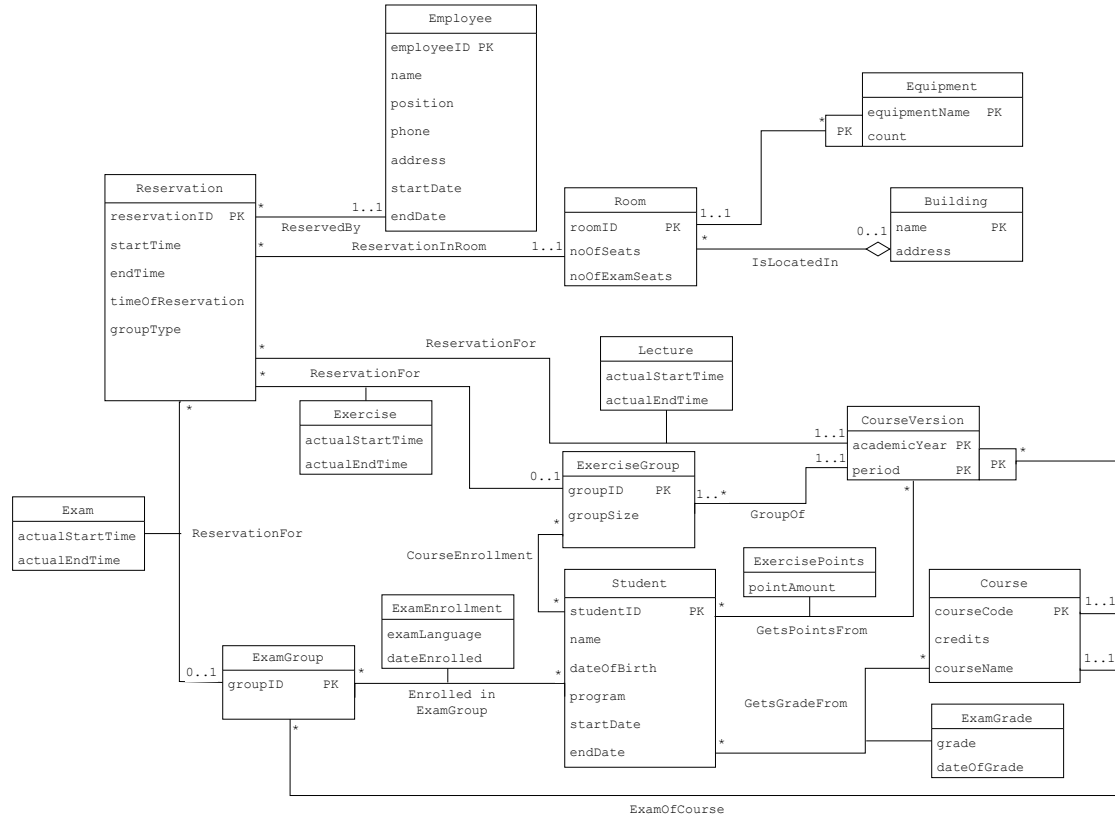 Employee
employeeID PK
name
position
phone
address
startDate
endDate
Equipment
equipmentName PK
count
PK
*
Reservation
reservationID PK
startTime
endTime
timeOfReservation
groupType
*
1..1
ReservedBy
*
ReservationInRoom
1..1
Room
roomID PK
noOfSeats
noOfExamSeats
1..1
*
IsLocatedIn
0..1
Building
name PK
address
*
ReservationFor
Lecture
actualStartTime
actualEndTime
*
ReservationFor
Exercise
actualStartTime
actualEndTime
1..1
CourseVersion
academicYear PK
period PK
PK
*
1..1
0..1
ExerciseGroup
groupID PK
groupSize
1..*
GroupOf
*
*
CourseEnrollment
*
*
Exam
actualStartTime
actualEndTime
ReservationFor
*
0..1
ExamGroup
groupID PK
*
*
ExamEnrollment
examLanguage
dateEnrolled
Enrolled in
ExamGroup
*
Student
studentID PK
name
dateOfBirth
program
startDate
endDate
*
ExercisePoints
pointAmount
GetsPointsFrom
Course
courseCode PK
credits
courseName
1..1
1..1
*
GetsGradeFrom
*
ExamGrade
grade
dateOfGrade
ExamOfCourse